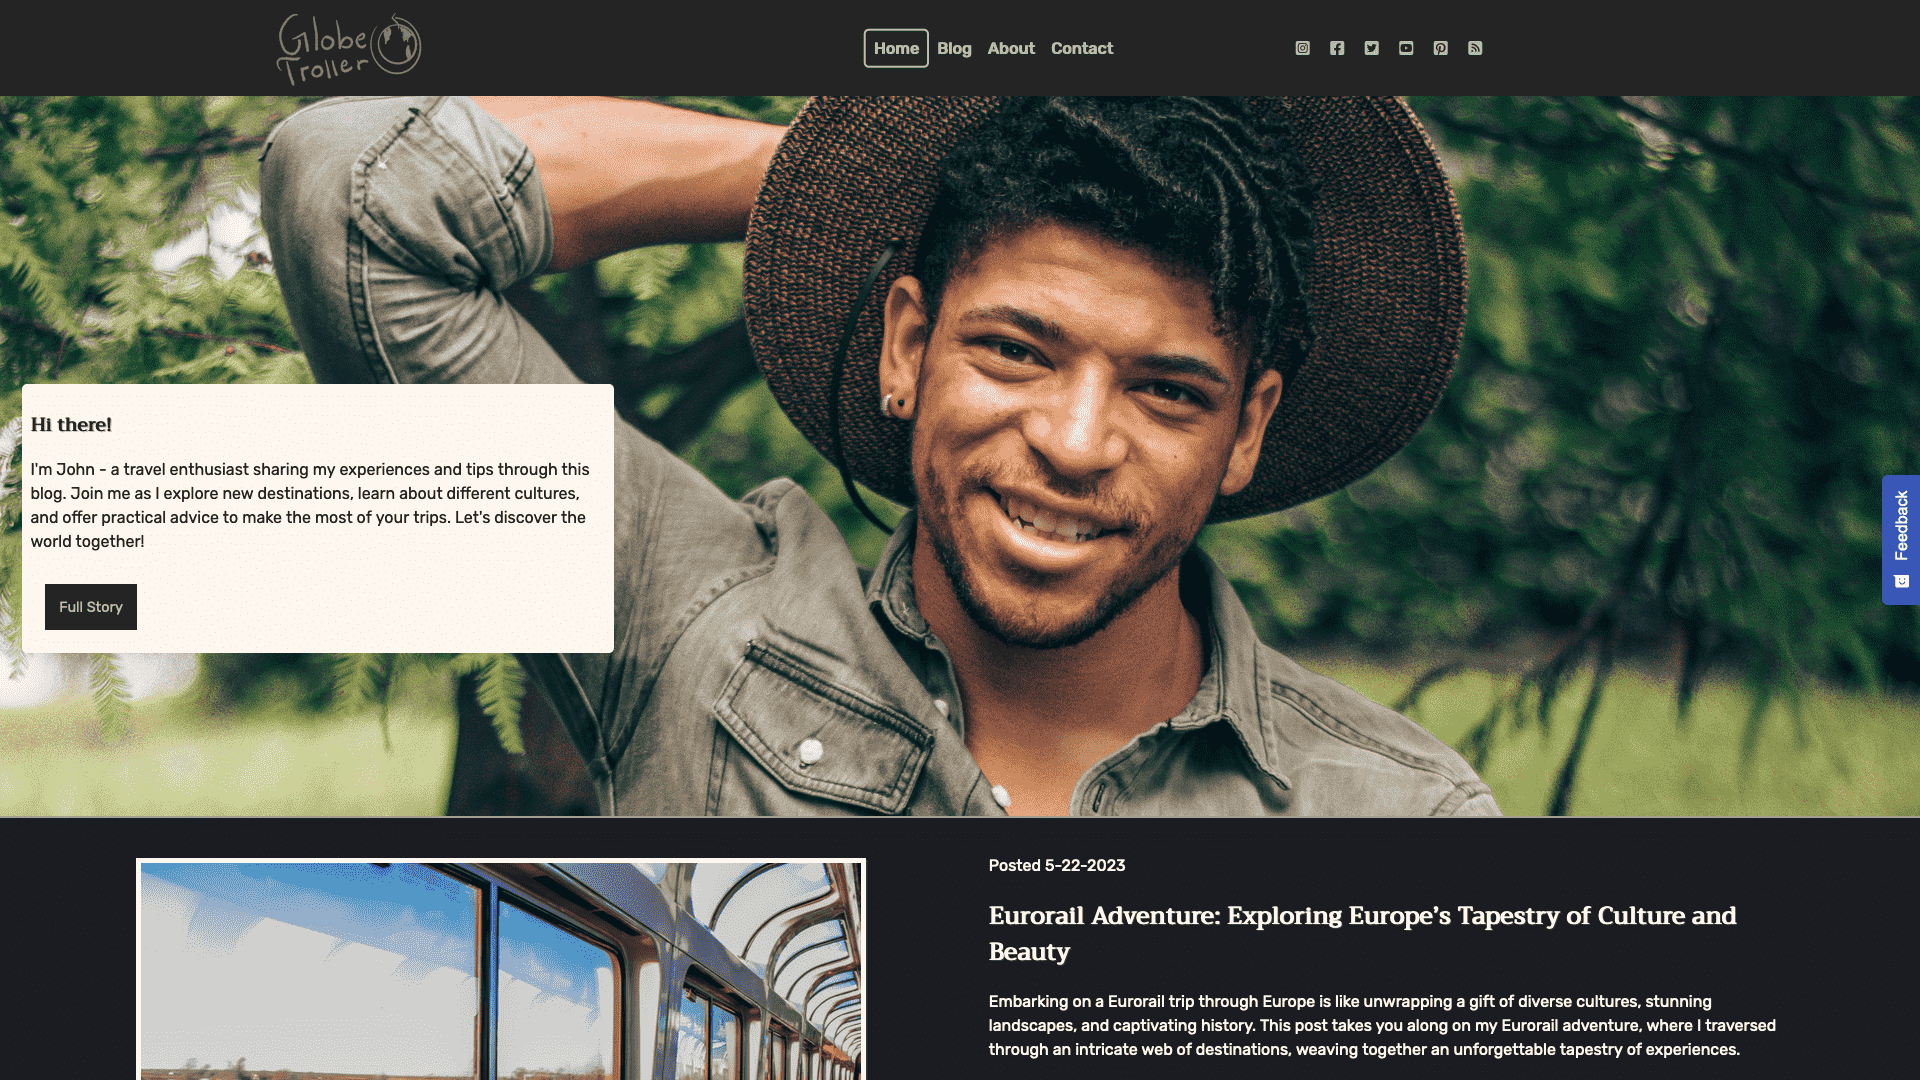 Globe
Troller
Home Blog About Contact
Hi there!
I'm John - a travel enthusiast sharing my experiences and tips through this
blog. Join me as I explore new destinations, learn about different cultures,
and offer practical advice to make the most of your trips. Let's discover the
world together!
Full Story
Feedback
Posted 5-22-2023
Eurorail Adventure: Exploring Europe’s Tapestry of Culture and
Beauty
Embarking on a Eurorail trip through Europe is like unwrapping a gift of diverse cultures, stunning
landscapes, and captivating history. This post takes you along on my Eurorail adventure, where I traversed
through an intricate web of destinations, weaving together an unforgettable tapestry of experiences.